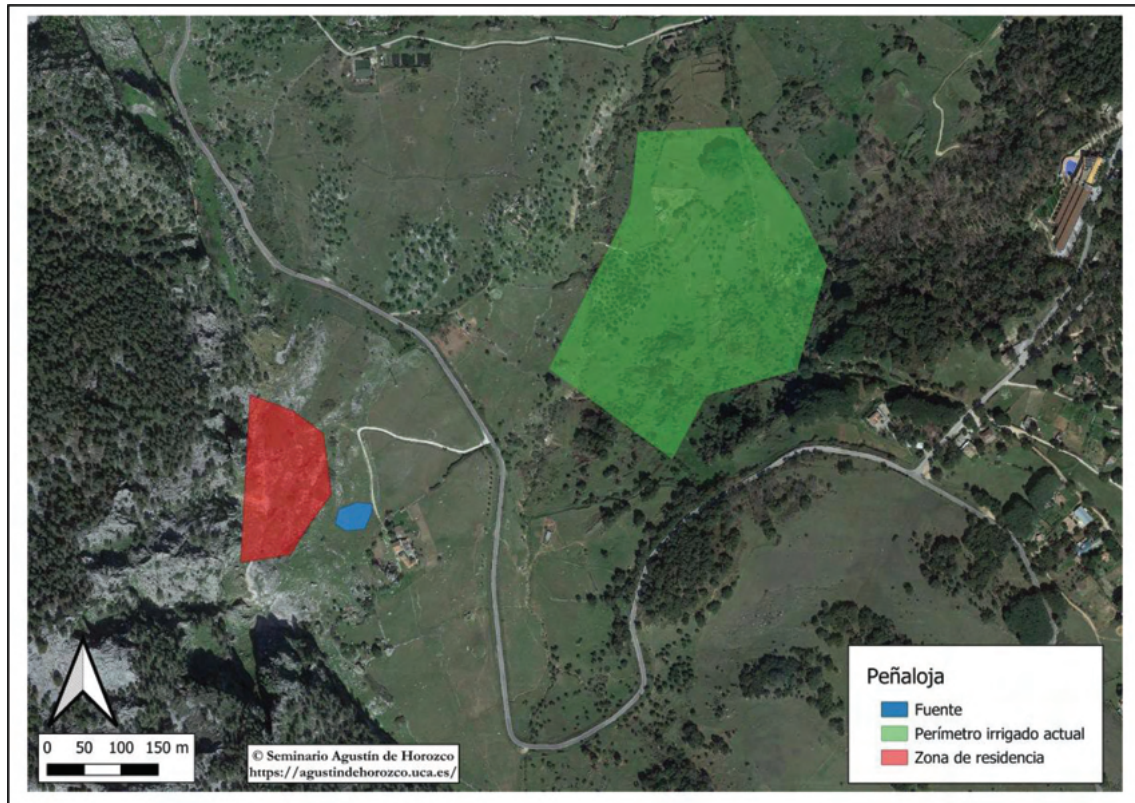 0 50 100 150 m
© Seminario Agustín de Horozco
https://agustindehorozco.uca.es/
Peñaloja
Fuente
Perímetro irrigado actual
Zona de residencia